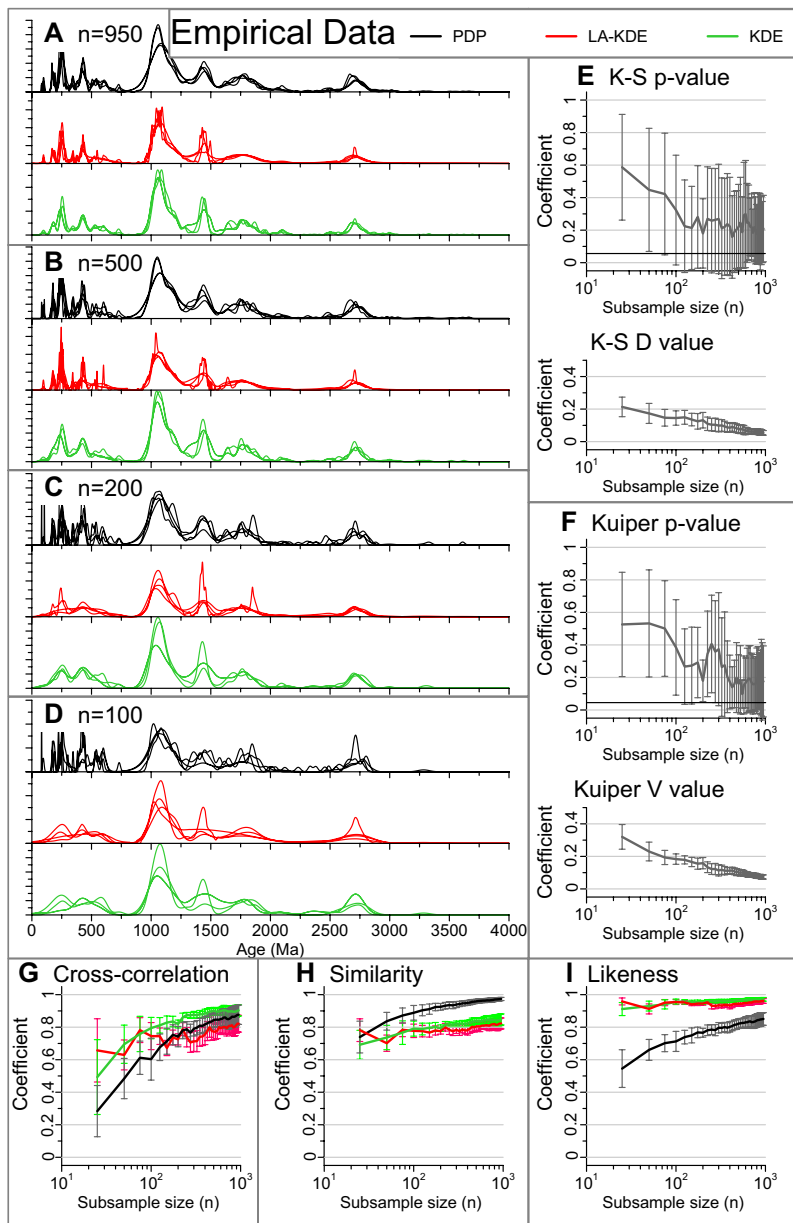 Empirical Data
PDP
LA-KDE
KDE
A n=950
B n=500
C n=200
D n=100
0 500 1000 1500 2000 2500 3000 3500 4000
Age (Ma)
E K-S p-value
Coefficient
1
0.8
0.6
0.4
0.2
0
10¹ 10² 10³
Subsample size (n)
K-S D value
Coefficient
0.4
0.2
0
10¹ 10² 10³
Subsample size (n)
F Kuiper p-value
Coefficient
1
0.8
0.6
0.4
0.2
0
10¹ 10² 10³
Subsample size (n)
Kuiper V value
Coefficient
0.4
0.2
0
10¹ 10² 10³
Subsample size (n)
G Cross-correlation
Coefficient
1
0.8
0.6
0.4
0.2
0
10¹ 10² 10³
Subsample size (n)
H Similarity
Coefficient
1
0.8
0.6
0.4
0.2
0
10¹ 10² 10³
Subsample size (n)
I Likeness
Coefficient
1
0.8
0.6
0.4
0.2
0
10¹ 10² 10³
Subsample size (n)